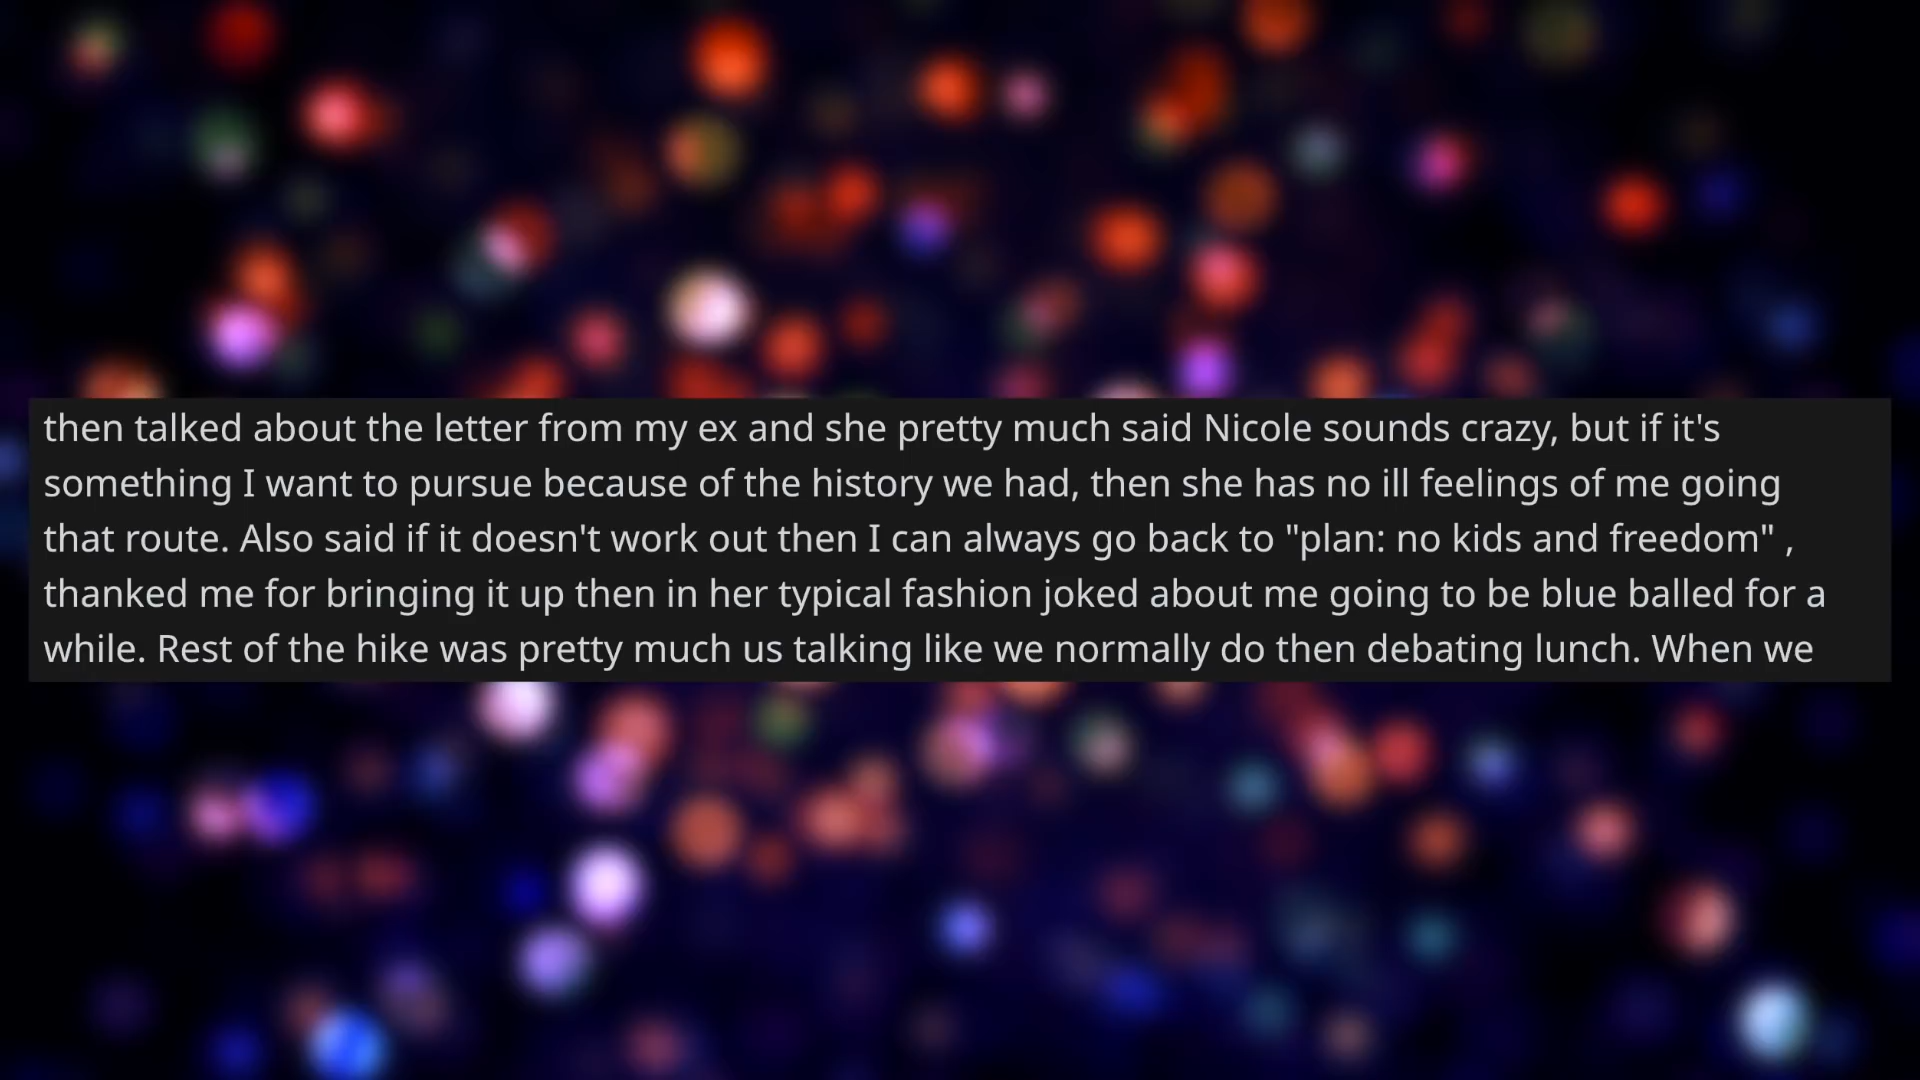 then talked about the letter from my ex and she pretty much said Nicole sounds crazy, but if it's
something I want to pursue because of the history we had, then she has no ill feelings of me going
that route. Also said if it doesn't work out then I can always go back to "plan: no kids and freedom" ,
thanked me for bringing it up then in her typical fashion joked about me going to be blue balled for a
while. Rest of the hike was pretty much us talking like we normally do then debating lunch. When we